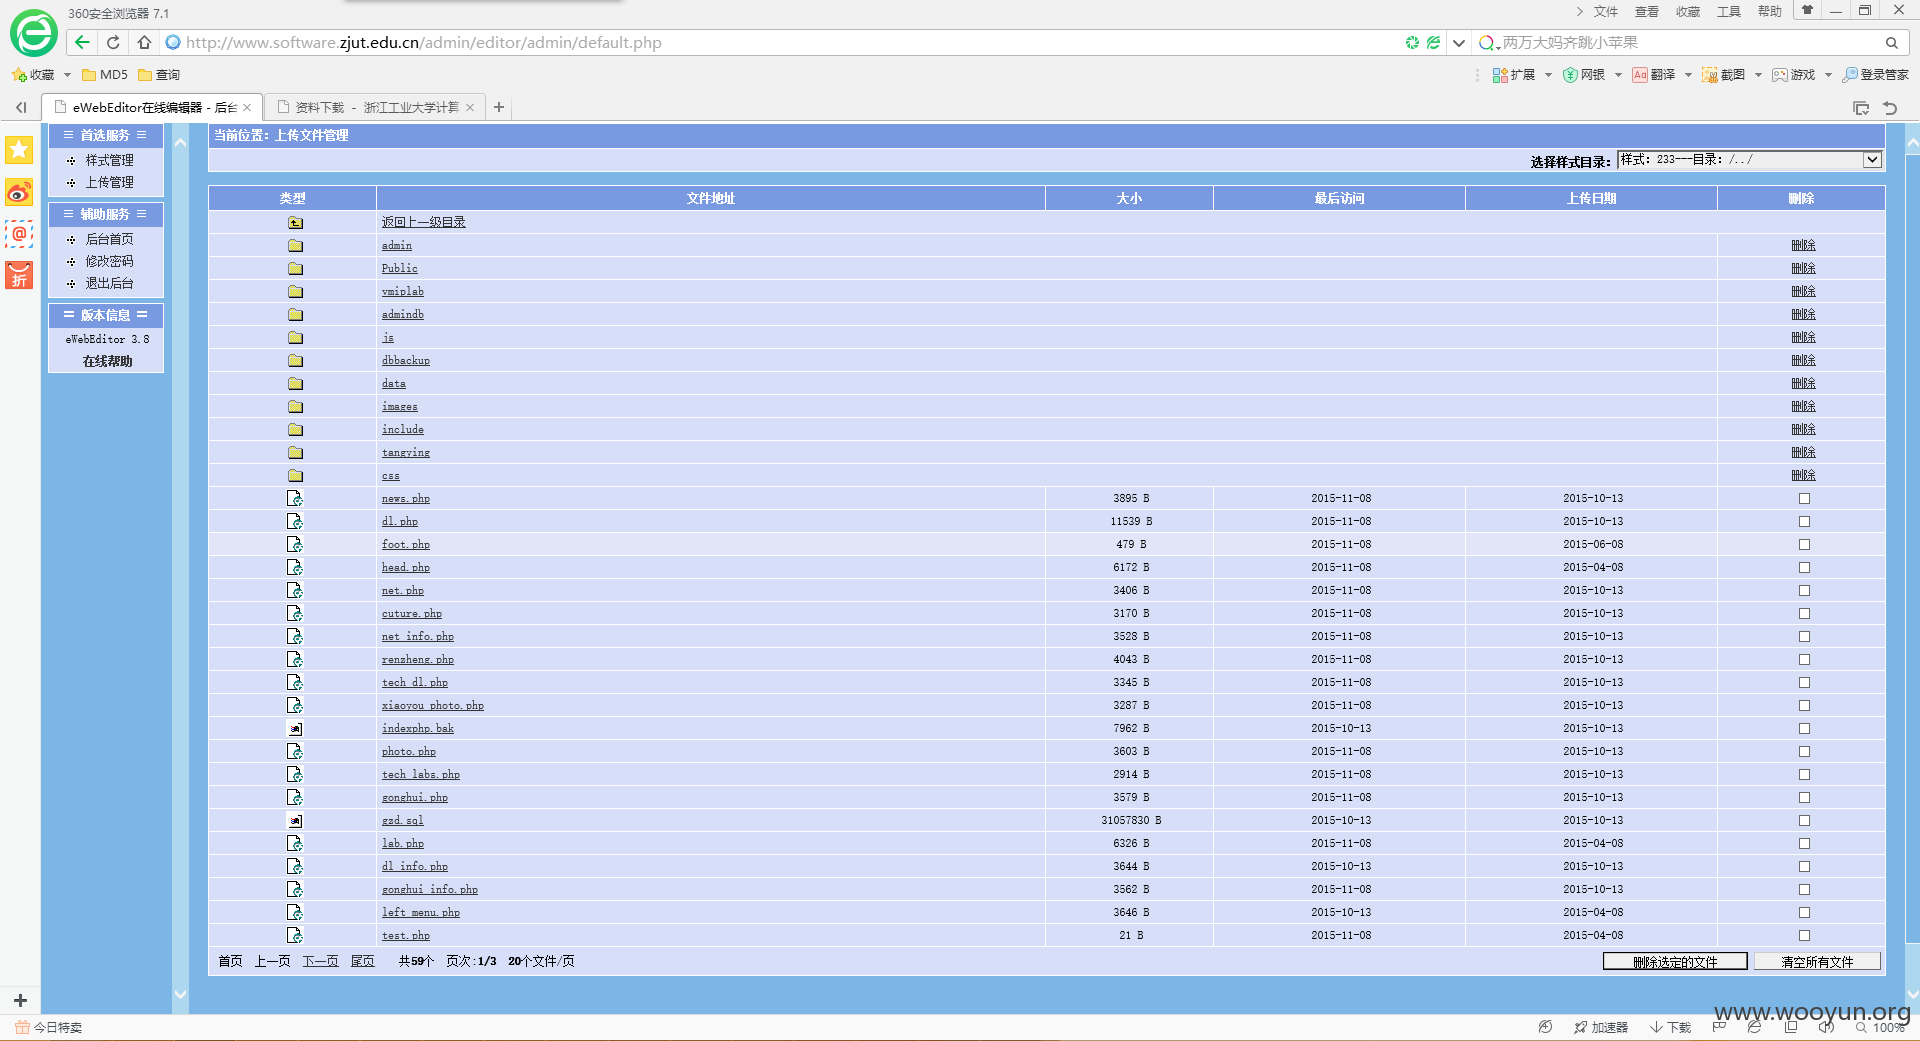 360安全浏览器 7.1
文件 查看 收藏 工具 帮助
http://www.software.zjut.edu.cn/admin/editor/admin/default.php
两万大妈齐跳小苹果
收藏 MD5 查询
扩展 网银 翻译 截图 游戏 登录管家
eWebEditor在线编辑器 - 后台
资料下载 - 浙江工业大学计算
首选服务
样式管理
上传管理
辅助服务
后台首页
修改密码
退出后台
版本信息
eWebEditor 3.8
在线帮助
当前位置：上传文件管理
选择样式目录： 样式：233---目录：/../
类型 文件地址 大小 最后访问 上传日期 删除
返回上一级目录
admin 删除
Public 删除
vmiplab 删除
admindb 删除
js 删除
dbbackup 删除
data 删除
images 删除
include 删除
tangying 删除
css 删除
news.php 3895 B 2015-11-08 2015-10-13
dl.php 11539 B 2015-11-08 2015-10-13
foot.php 479 B 2015-11-08 2015-06-08
head.php 6172 B 2015-11-08 2015-04-08
net.php 3406 B 2015-11-08 2015-10-13
cuture.php 3170 B 2015-11-08 2015-10-13
net_info.php 3528 B 2015-11-08 2015-10-13
renzheng.php 4043 B 2015-11-08 2015-10-13
tech_dl.php 3345 B 2015-11-08 2015-10-13
xiaoyou_photo.php 3287 B 2015-11-08 2015-10-13
indexphp.bak 7962 B 2015-10-13 2015-10-13
photo.php 3603 B 2015-11-08 2015-10-13
tech_labs.php 2914 B 2015-11-08 2015-10-13
gonghui.php 3579 B 2015-11-08 2015-10-13
gzd.sql 31057830 B 2015-10-13 2015-10-13
lab.php 6326 B 2015-11-08 2015-04-08
dl_info.php 3644 B 2015-10-13 2015-10-13
gonghui_info.php 3562 B 2015-11-08 2015-10-13
left_menu.php 3646 B 2015-10-13 2015-04-08
test.php 21 B 2015-11-08 2015-04-08
首页 上一页 下一页 尾页 共59个 页次:1/3 20个文件/页
删除选定的文件 清空所有文件
www.wooyun.org
今日特卖
加速器 下载 100%
@
折